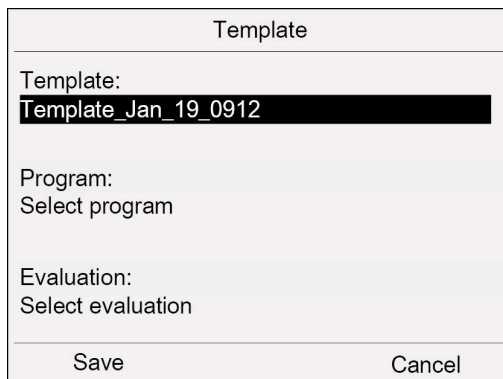 Template
Template:
Template_Jan_19_0912
Program:
Select program
Evaluation:
Select evaluation
Save Cancel